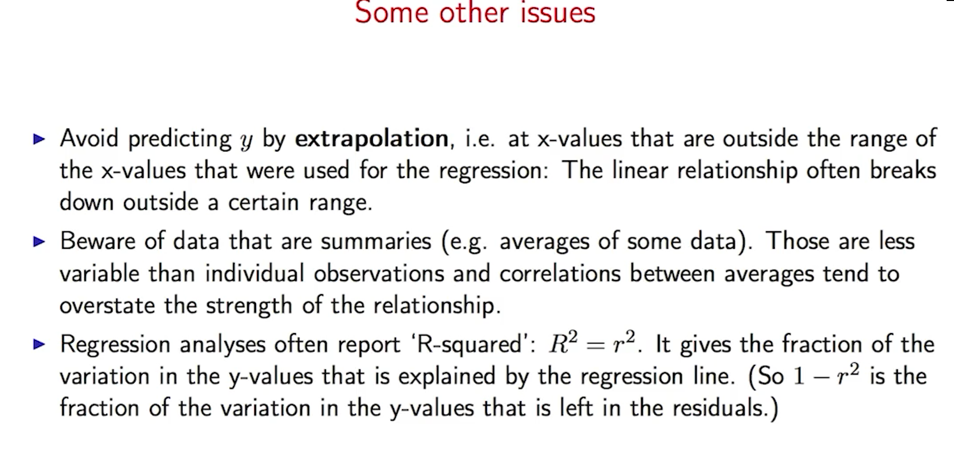 Some other issues
▶ Avoid predicting y by extrapolation, i.e. at x-values that are outside the range of
the x-values that were used for the regression: The linear relationship often breaks
down outside a certain range.
▶ Beware of data that are summaries (e.g. averages of some data). Those are less
variable than individual observations and correlations between averages tend to
overstate the strength of the relationship.
▶ Regression analyses often report ‘R-squared’: R² = r². It gives the fraction of the
variation in the y-values that is explained by the regression line. (So 1 − r² is the
fraction of the variation in the y-values that is left in the residuals.)